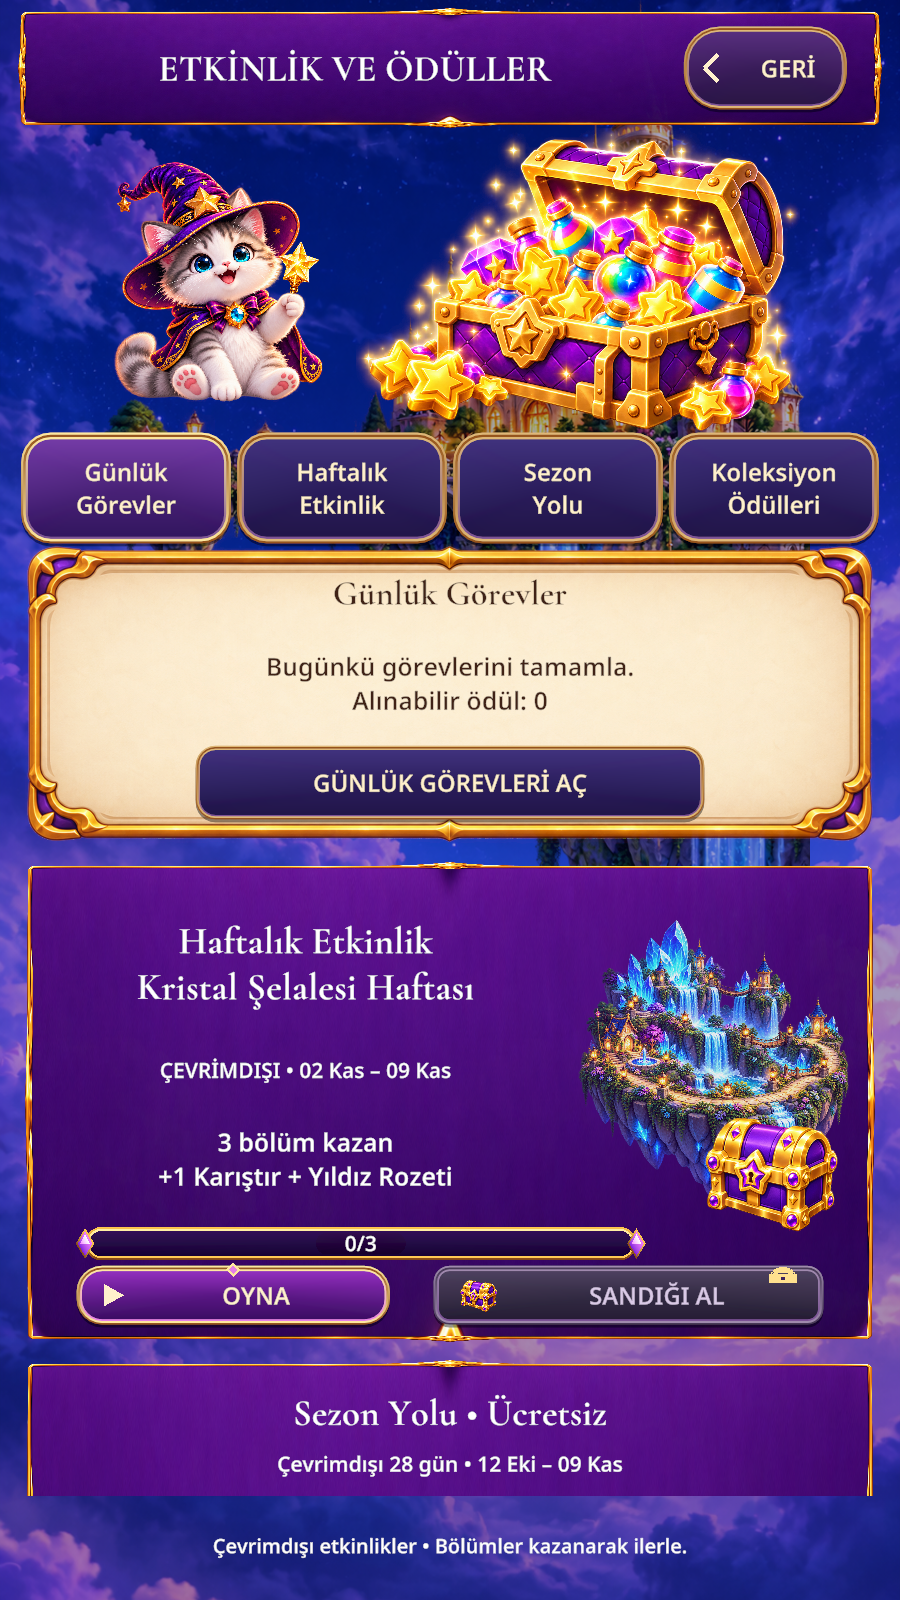 ETKİNLİK VE ÖDÜLLER
GERİ
Günlük
Görevler
Haftalık
Etkinlik
Sezon
Yolu
Koleksiyon
Ödülleri
Günlük Görevler
Bugünkü görevlerini tamamla.
Alınabilir ödül: 0
GÜNLÜK GÖREVLERİ AÇ
Haftalık Etkinlik
Kristal Şelalesi Haftası
ÇEVRİMDIŞI • 02 Kas – 09 Kas
3 bölüm kazan
+1 Karıştır + Yıldız Rozeti
0/3
OYNA
SANDIĞI AL
Sezon Yolu • Ücretsiz
Çevrimdışı 28 gün • 12 Eki – 09 Kas
Çevrimdışı etkinlikler • Bölümler kazanarak ilerle.